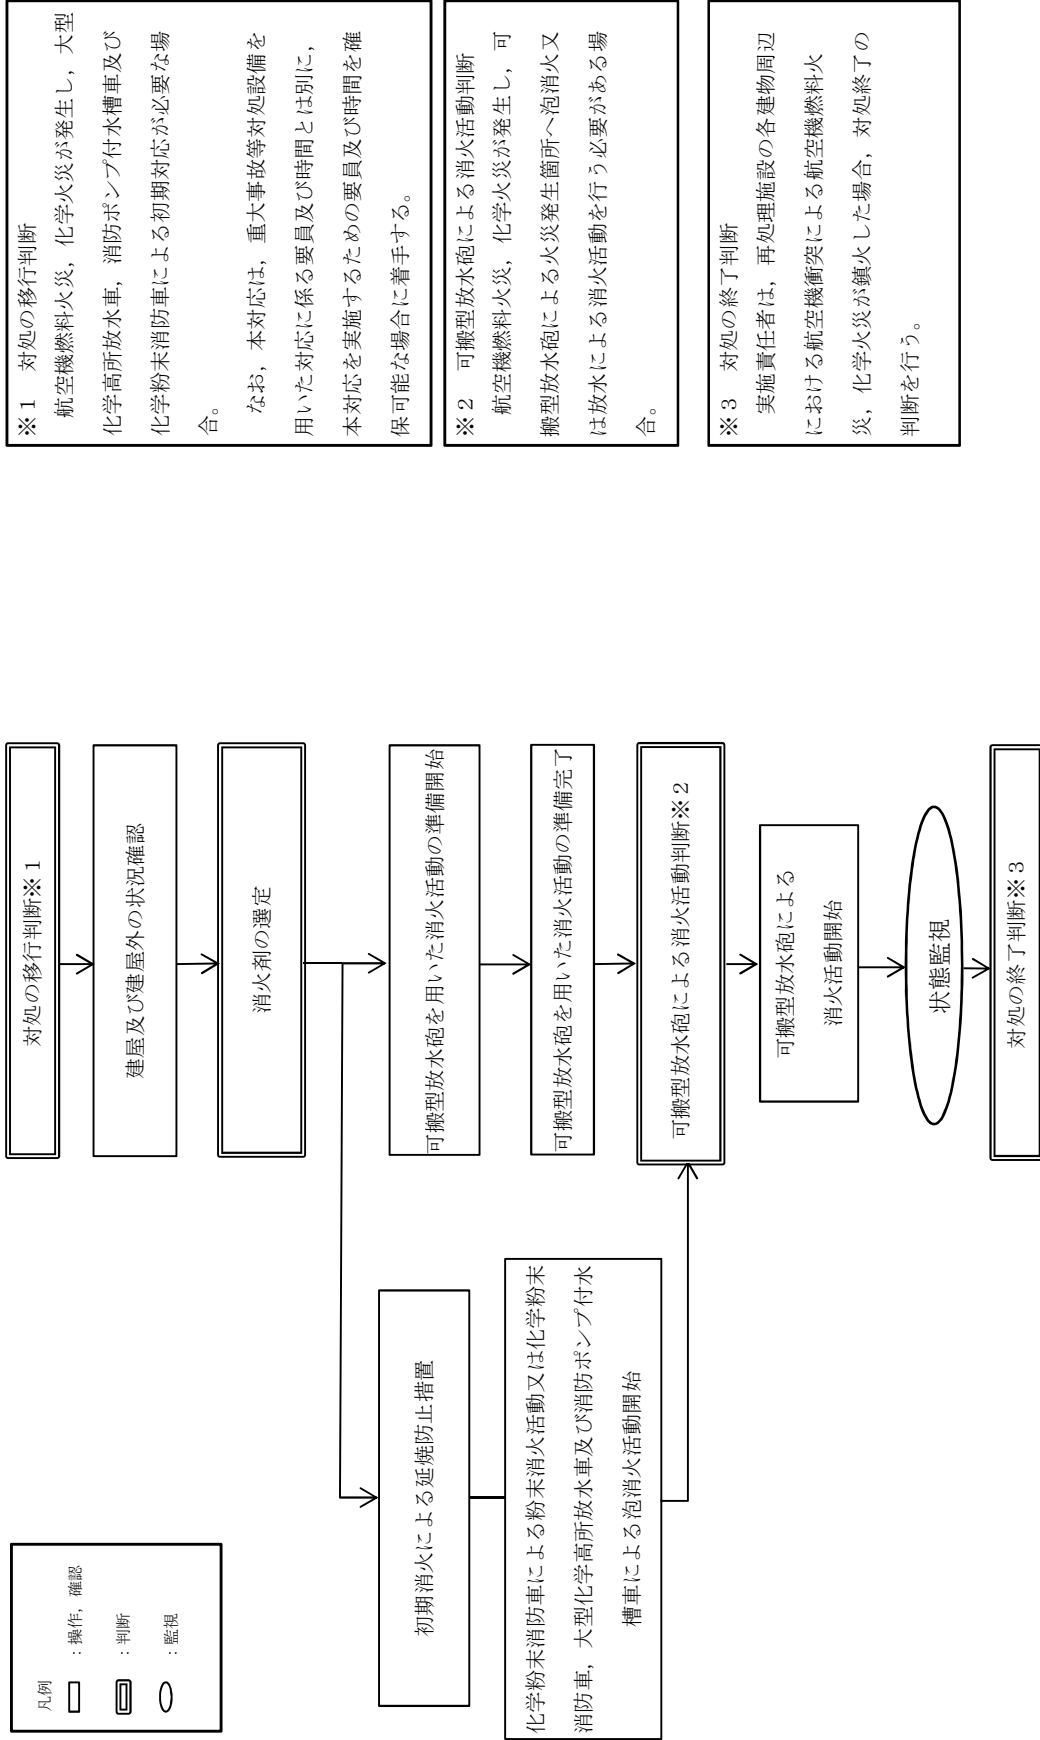 凡例
：操作，確認
：判断
：監視
対処の移行判断※１
建屋及び建屋外の状況確認
消火剤の選定
初期消火による延焼防止措置
化学粉末消防車による粉末消火活動又は化学粉末
消防車，大型化学高所放水車及び消防ポンプ付水
槽車による泡消火活動開始
可搬型放水砲を用いた消火活動の準備開始
可搬型放水砲を用いた消火活動の準備完了
可搬型放水砲による消火活動判断※２
可搬型放水砲による
消火活動開始
状態監視
対処の終了判断※３
※１　対処の移行判断
航空機燃料火災，化学火災が発生し，大型
化学高所放水車，消防ポンプ付水槽車及び
化学粉末消防車による初期対応が必要な場
合。
なお，本対応は，重大事故等対処設備を
用いた対応に係る要員及び時間とは別に，
本対応を実施するための要員及び時間を確
保可能な場合に着手する。
※２　可搬型放水砲による消火活動判断
航空機燃料火災，化学火災が発生し，可
搬型放水砲による火災発生箇所へ泡消火又
は放水による消火活動を行う必要がある場
合。
※３　対処の終了判断
実施責任者は，再処理施設の各建物周辺
における航空機衝突による航空機燃料火
災，化学火災が鎮火した場合，対処終了の
判断を行う。